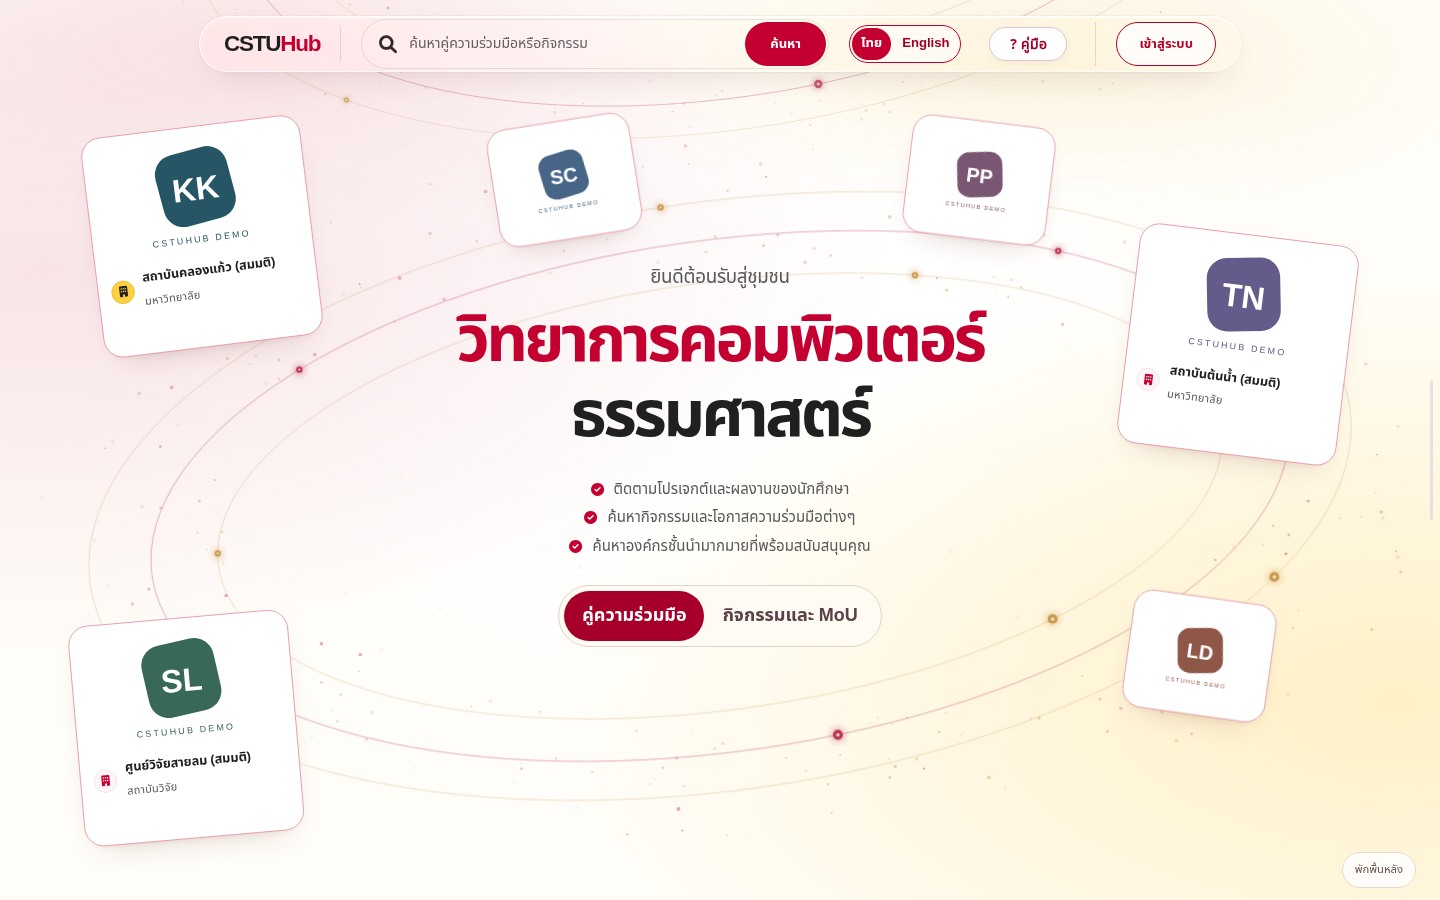 CSTUHub
ค้นหาคู่ความร่วมมือหรือกิจกรรม
ค้นหา
ไทย
English
? คู่มือ
เข้าสู่ระบบ
KK
CSTUHUB DEMO
สถาบันคลองแก้ว (สมมติ)
มหาวิทยาลัย
SC
CSTUHUB DEMO
PP
CSTUHUB DEMO
TN
CSTUHUB DEMO
สถาบันต้นน้ำ (สมมติ)
มหาวิทยาลัย
ยินดีต้อนรับสู่ชุมชน
วิทยาการคอมพิวเตอร์
ธรรมศาสตร์
ติดตามโปรเจกต์และผลงานของนักศึกษา
ค้นหากิจกรรมและโอกาสความร่วมมือต่างๆ
ค้นหาองค์กรชั้นนำมากมายที่พร้อมสนับสนุนคุณ
คู่ความร่วมมือ
กิจกรรมและ MoU
SL
CSTUHUB DEMO
ศูนย์วิจัยสายลม (สมมติ)
สถาบันวิจัย
LD
CSTUHUB DEMO
พักพื้นหลัง